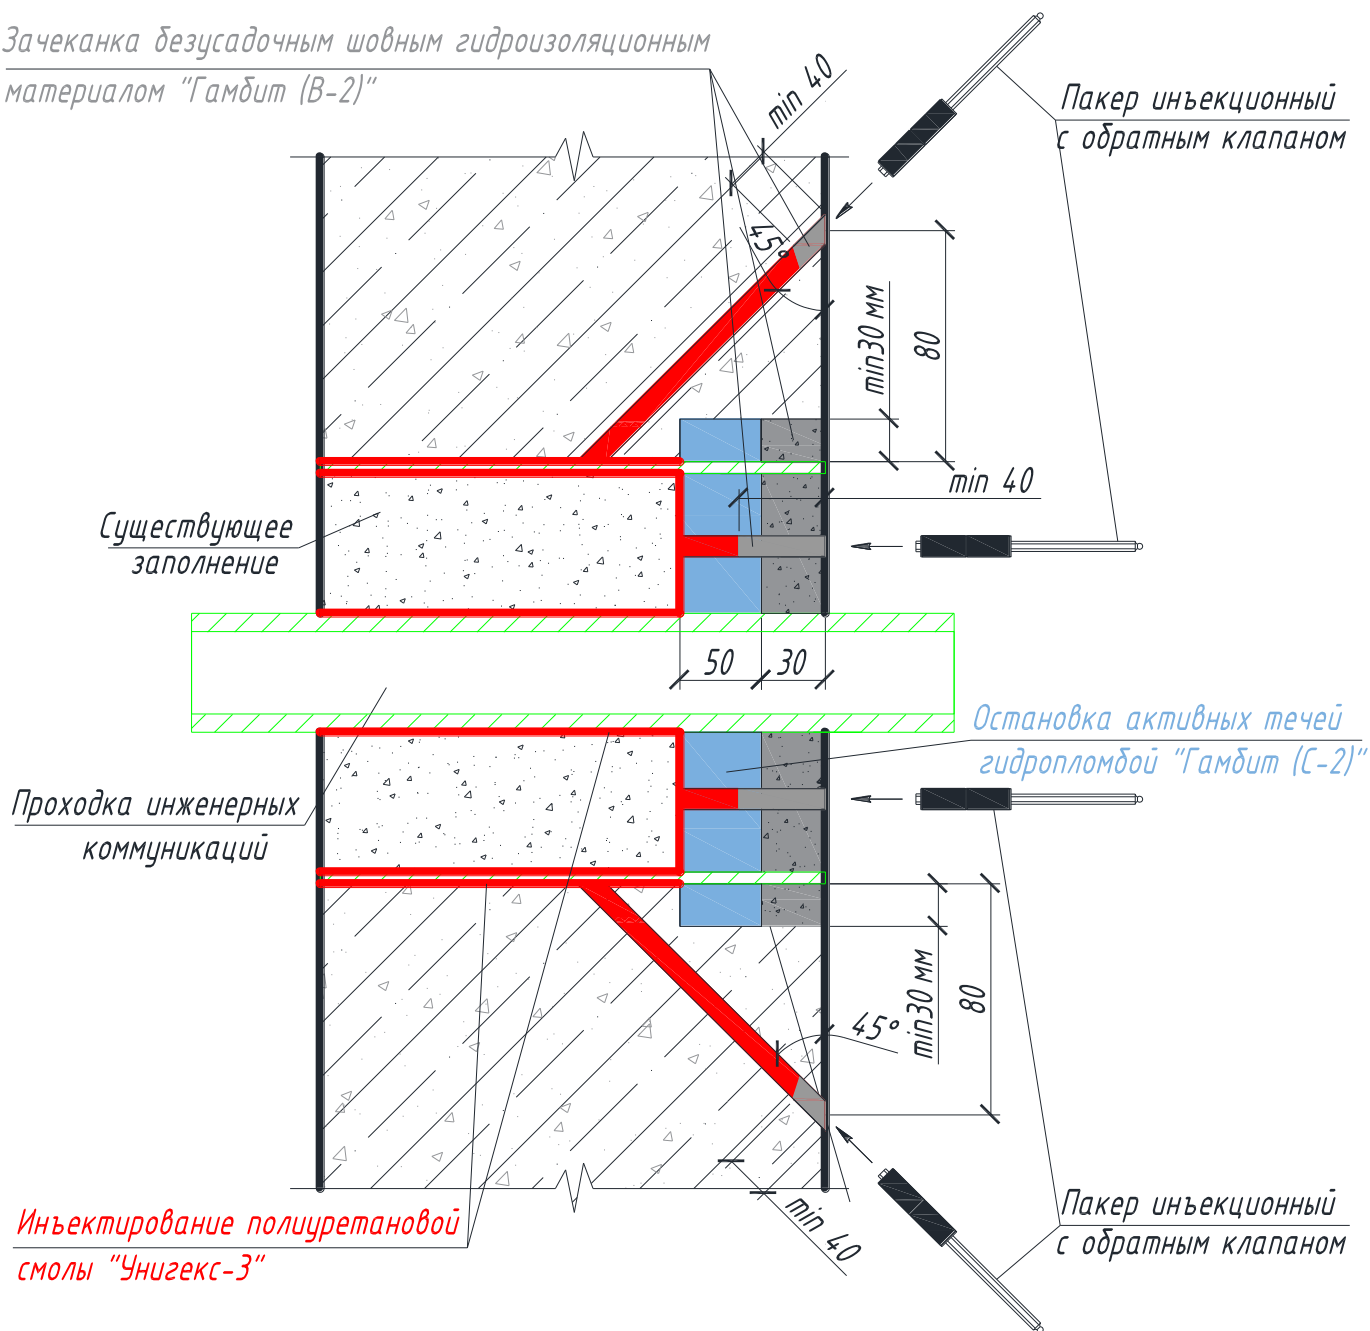 Зачеканка безусадочным шовным гидроизоляционным
материалом "Гамбит (В-2)"
min 40
Пакер инъекционный
с обратным клапаном
45°
min30 мм
80
min 40
Существующее
заполнение
50
30
Остановка активных течей
гидропломбой "Гамбит (С-2)"
Проходка инженерных
коммуникаций
45°
min30 мм
80
Инъектирование полиуретановой
смолы "Унигекс-3"
min 40
Пакер инъекционный
с обратным клапаном